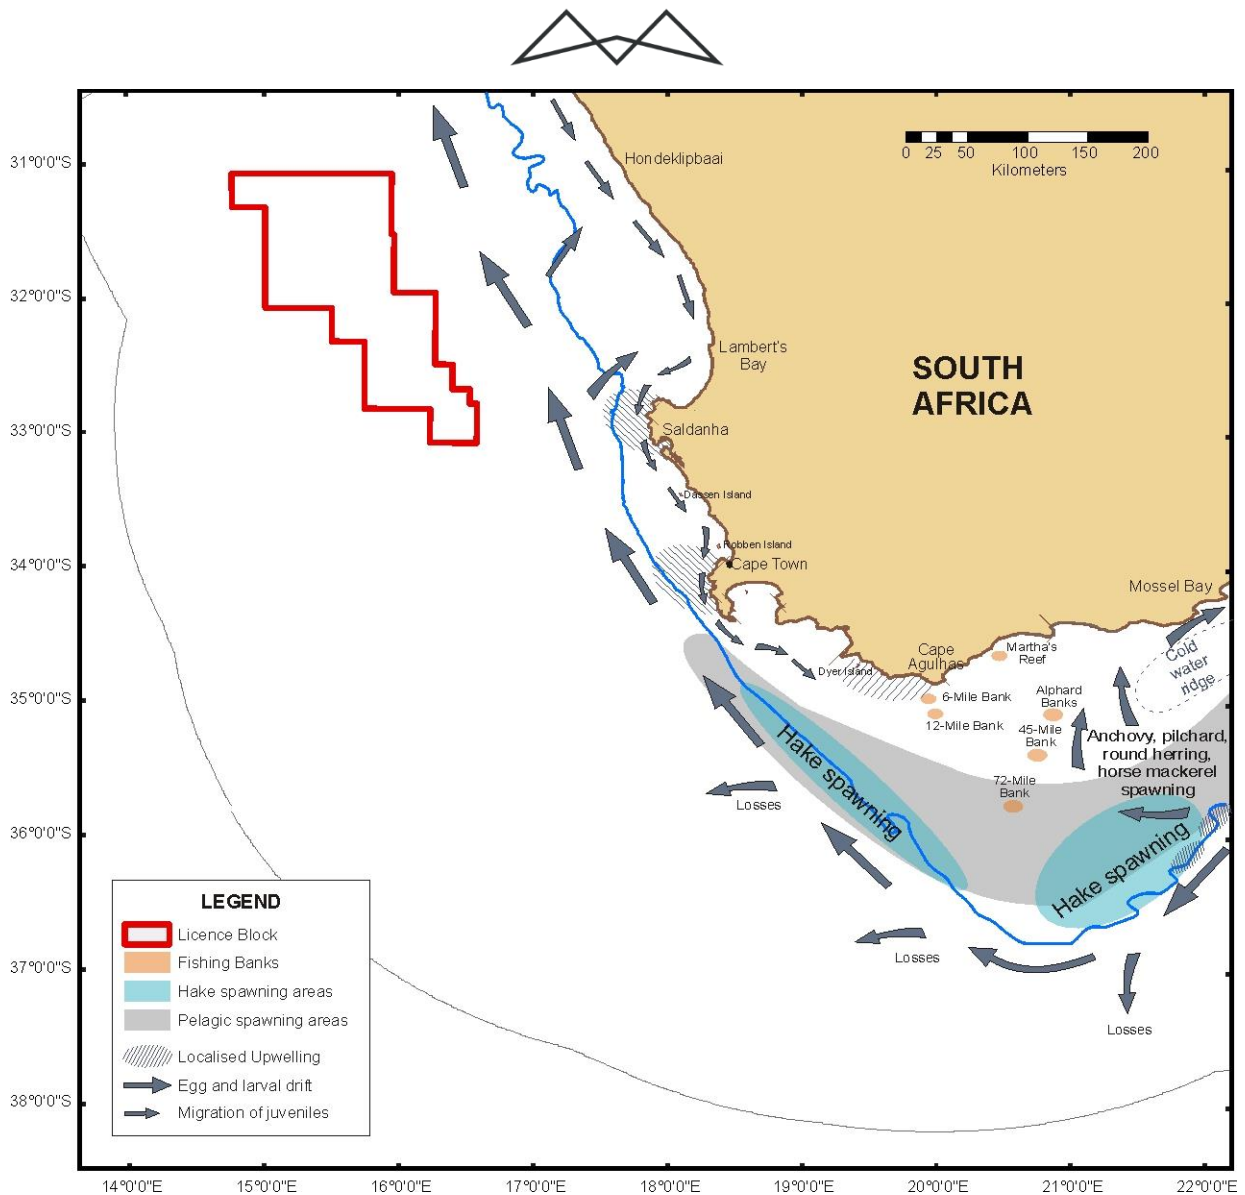 31°0'0"S
32°0'0"S
33°0'0"S
34°0'0"S
35°0'0"S
36°0'0"S
37°0'0"S
38°0'0"S
0 25 50 100 150 200
Kilometers
Hondeklipbaai
Lambert's
Bay
SOUTH
AFRICA
Saldanha
Dassen Island
Robben Island
Cape Town
Mossel Bay
Cape
Agulhas
Martha's
Reef
Dyer Island
Cold
water
ridge
6-Mile Bank
Alphard
Banks
12-Mile Bank
45-Mile
Bank
Anchovy, pilchard,
round herring,
horse mackerel
spawning
72-Mile
Bank
Hake spawning
Hake spawning
Losses
Losses
Losses
LEGEND
Licence Block
Fishing Banks
Hake spawning areas
Pelagic spawning areas
Localised Upwelling
Egg and larval drift
Migration of juveniles
14°0'0"E 15°0'0"E 16°0'0"E 17°0'0"E 18°0'0"E 19°0'0"E 20°0'0"E 21°0'0"E 22°0'0"E